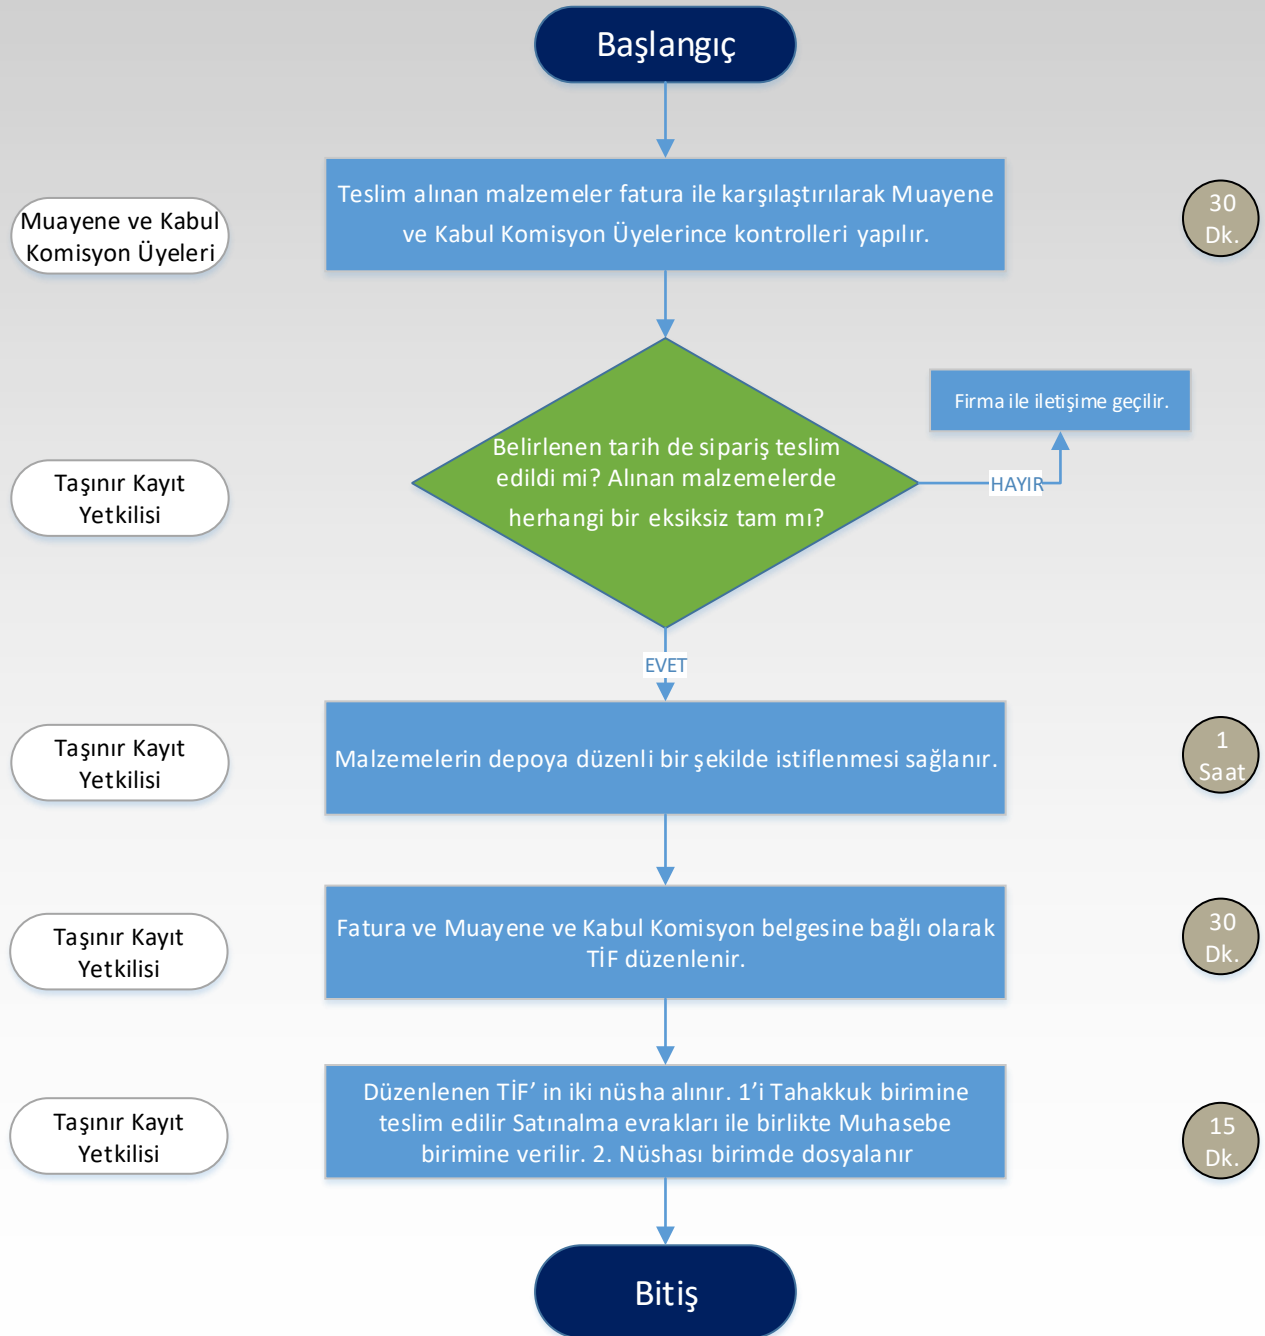 Başlangıç
Muayene ve Kabul
Komisyon Üyeleri
Teslim alınan malzemeler fatura ile karşılaştırılarak Muayene
ve Kabul Komisyon Üyelerince kontrolleri yapılır.
30
Dk.
Taşınır Kayıt
Yetkilisi
Belirlenen tarih de sipariş teslim
edildi mi? Alınan malzemelerde
herhangi bir eksiksiz tam mı?
HAYIR
Firma ile iletişime geçilir.
EVET
Taşınır Kayıt
Yetkilisi
Malzemelerin depoya düzenli bir şekilde istiflenmesi sağlanır.
1
Saat
Taşınır Kayıt
Yetkilisi
Fatura ve Muayene ve Kabul Komisyon belgesine bağlı olarak
TİF düzenlenir.
30
Dk.
Taşınır Kayıt
Yetkilisi
Düzenlenen TİF’ in iki nüsha alınır. 1’i Tahakkuk birimine
teslim edilir Satınalma evrakları ile birlikte Muhasebe
birimine verilir. 2. Nüshası birimde dosyalanır
15
Dk.
Bitiş